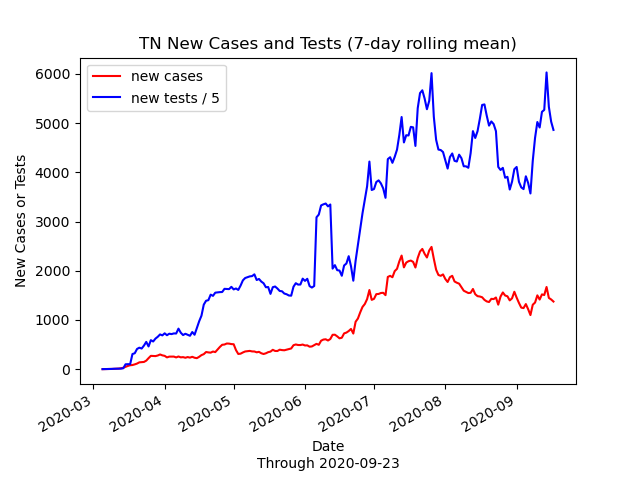 TN New Cases and Tests (7-day rolling mean)
new cases
new tests / 5
6000
5000
4000
3000
2000
1000
0
New Cases or Tests
2020-03
2020-04
2020-05
2020-06
2020-07
2020-08
2020-09
Date
Through 2020-09-23